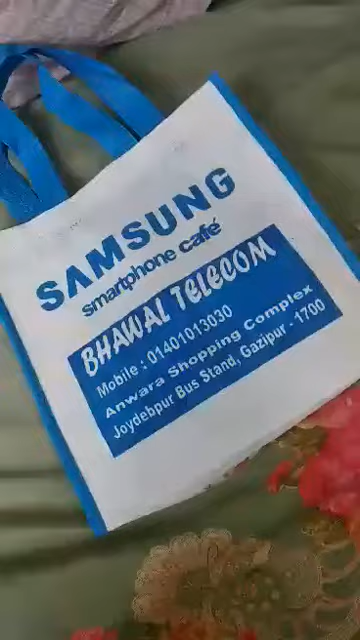 SAMSUNG
smartphone café
BHAWAL TELECOM
Mobile : 01401013030
Anwara Shopping Complex
Joydebpur Bus Stand, Gazipur - 1700